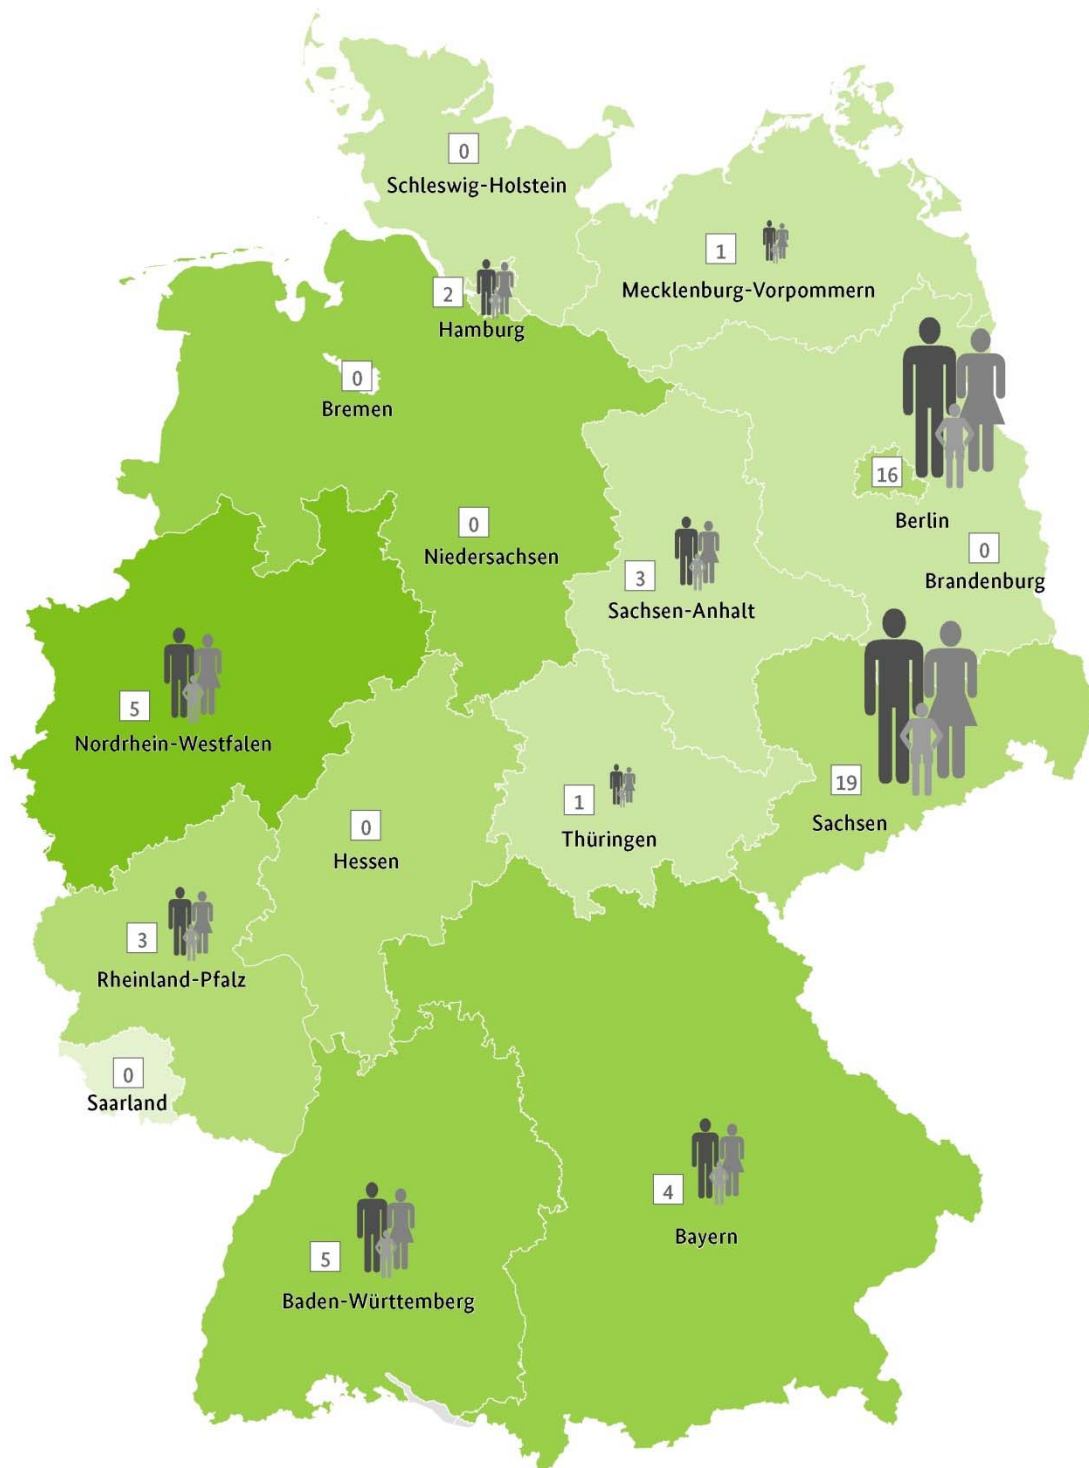 0
Schleswig-Holstein
1
Mecklenburg-Vorpommern
2
Hamburg
0
Bremen
16
Berlin
0
Niedersachsen
0
Brandenburg
3
Sachsen-Anhalt
5
Nordrhein-Westfalen
19
Sachsen
1
Thüringen
0
Hessen
3
Rheinland-Pfalz
0
Saarland
4
Bayern
5
Baden-Württemberg